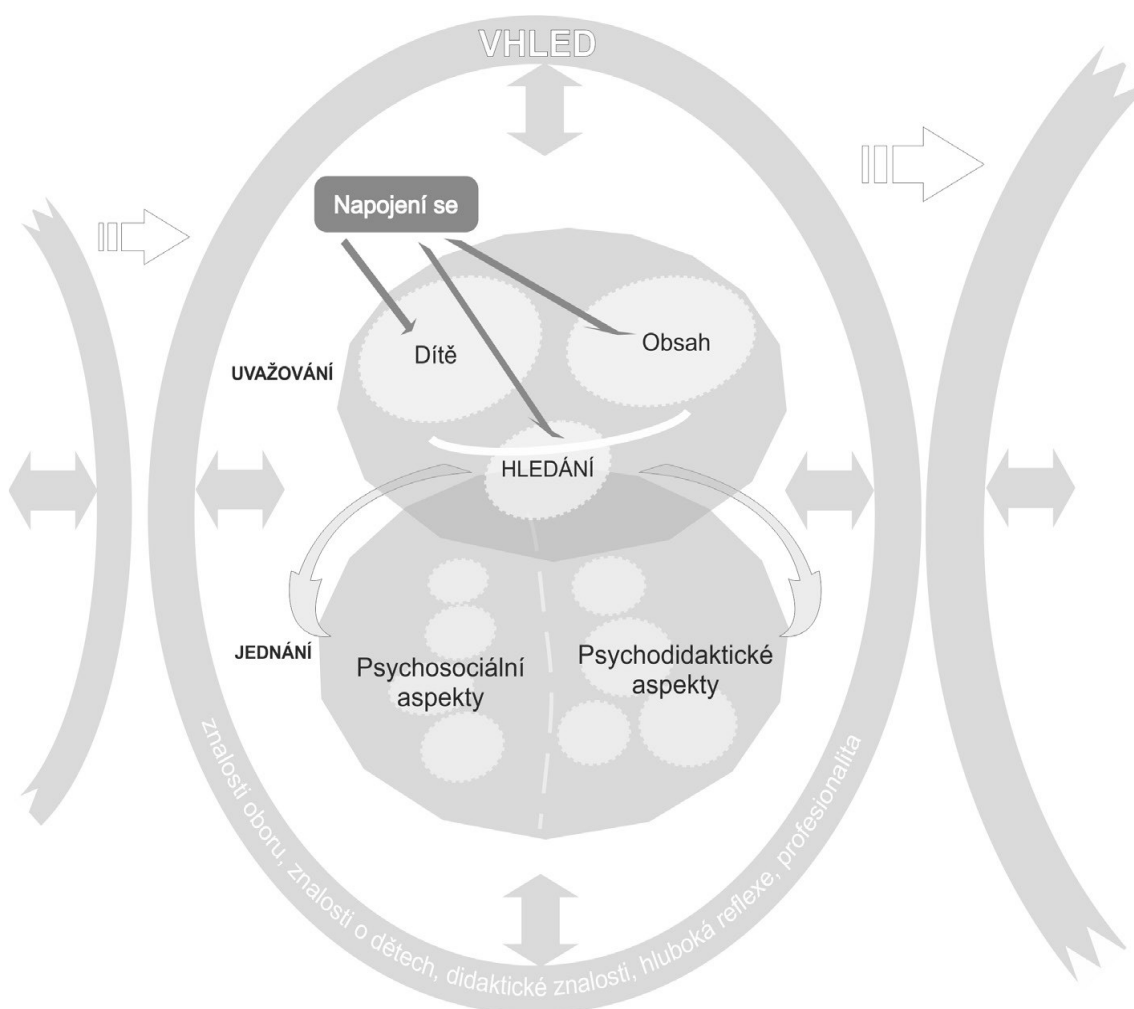 VHLED
Napojení se
Dítě
Obsah
UVAŽOVÁNÍ
HLEDÁNÍ
JEDNÁNÍ
Psychosociální
aspekty
Psychodidaktické
aspekty
znalosti oboru, znalosti o dětech, didaktické znalosti, hluboká reflexe, profesionalita